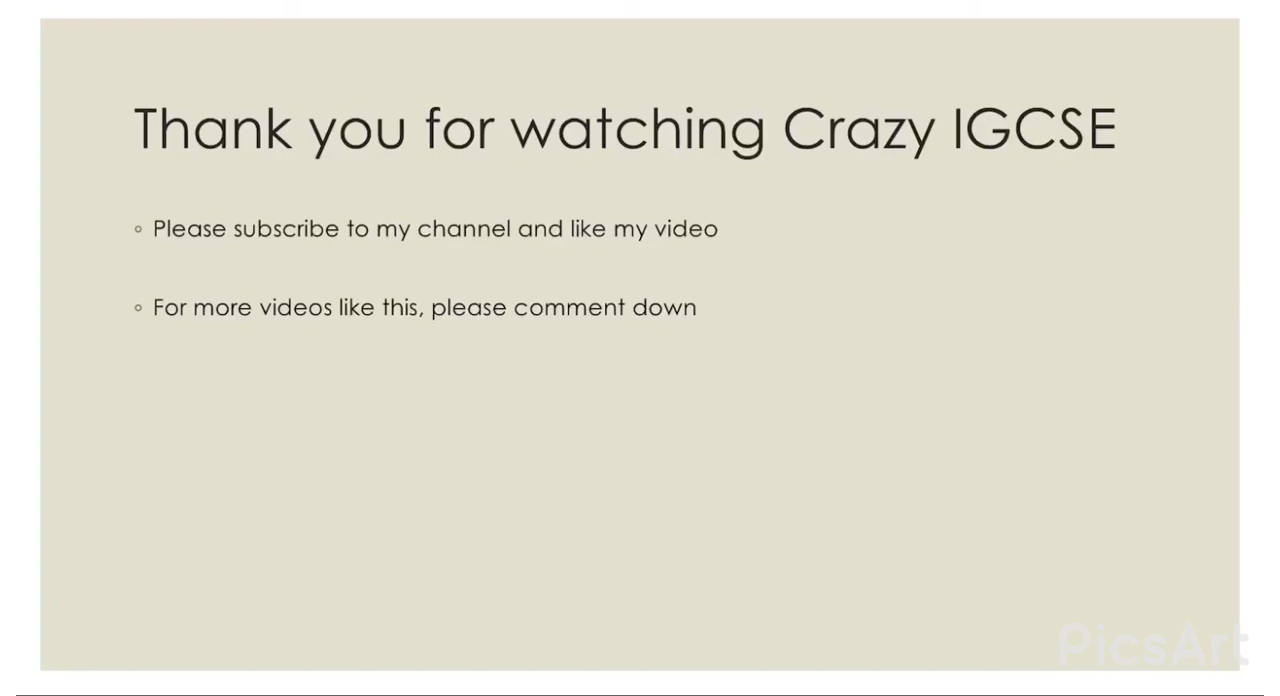 Thank you for watching Crazy IGCSE
◦ Please subscribe to my channel and like my video
◦ For more videos like this, please comment down
PicsArt